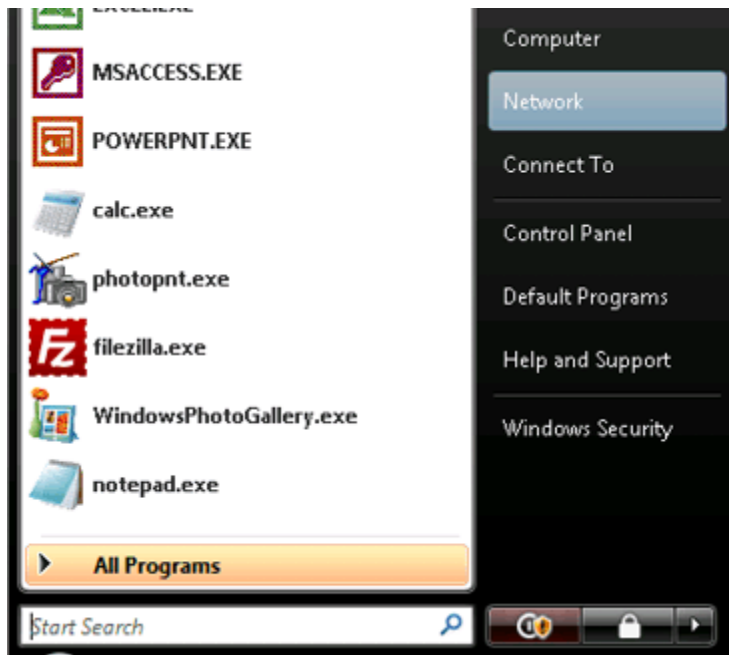 MSACCESS.EXE
POWERPNT.EXE
calc.exe
photopnt.exe
filezilla.exe
WindowsPhotoGallery.exe
notepad.exe
All Programs
Start Search
Computer
Network
Connect To
Control Panel
Default Programs
Help and Support
Windows Security